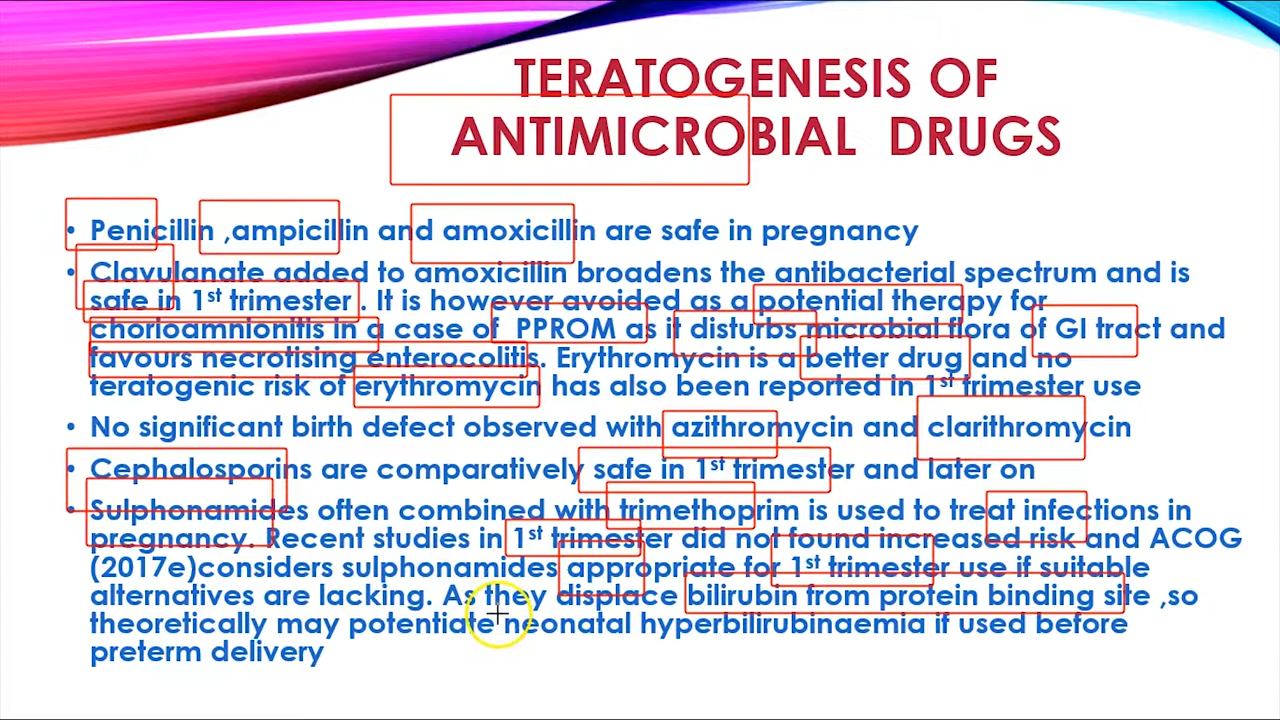 TERATOGENESIS OF
ANTIMICROBIAL DRUGS
• Penicillin ,ampicillin and amoxicillin are safe in pregnancy
• Clavulanate added to amoxicillin broadens the antibacterial spectrum and is
safe in 1st trimester . It is however avoided as a potential therapy for
chorioamnionitis in a case of PPROM as it disturbs microbial flora of GI tract and
favours necrotising enterocolitis. Erythromycin is a better drug and no
teratogenic risk of erythromycin has also been reported in 1st trimester use
• No significant birth defect observed with azithromycin and clarithromycin
• Cephalosporins are comparatively safe in 1st trimester and later on
• Sulphonamides often combined with trimethoprim is used to treat infections in
pregnancy. Recent studies in 1st trimester did not found increased risk and ACOG
(2017e)considers sulphonamides appropriate for 1st trimester use if suitable
alternatives are lacking. As they displace bilirubin from protein binding site ,so
theoretically may potentiate neonatal hyperbilirubinaemia if used before
preterm delivery